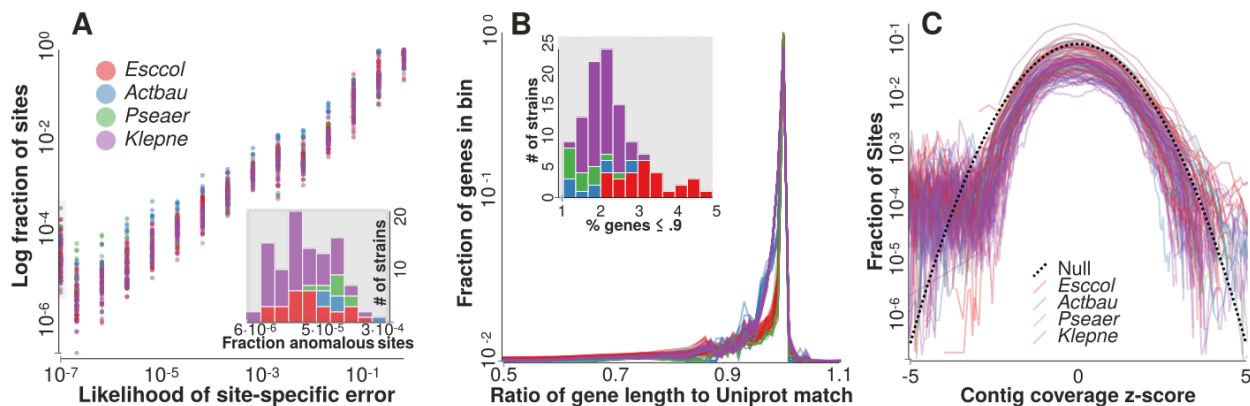 A
Log fraction of sites
10^0
10^-2
10^-4
10^-6
Esccol
Actbau
Pseaer
Klepne
20
10
# of strains
6·10^-6 5·10^-5 3·10^-4
Fraction anomalous sites
10^-7 10^-5 10^-3 10^-1
Likelihood of site-specific error
B
Fraction of genes in bin
10^0
10^-1
10^-2
# of strains
25
20
15
10
5
0
1 2 3 4 5
% genes ≤ .9
0.5 0.7 0.9 1.1
Ratio of gene length to Uniprot match
C
Fraction of Sites
10^-1
10^-2
10^-3
10^-4
10^-5
10^-6
Null
Esccol
Actbau
Pseaer
Klepne
-5 0 5
Contig coverage z-score